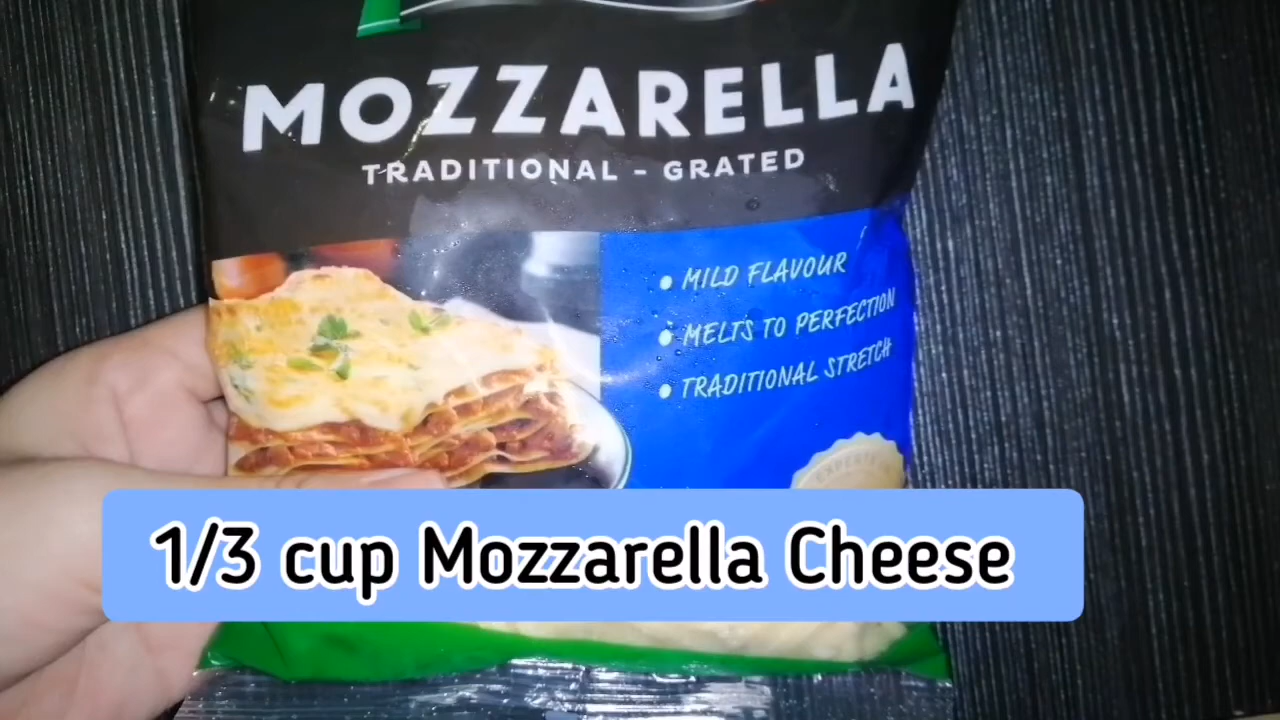 MOZZARELLA
TRADITIONAL - GRATED
• MILD FLAVOUR
• MELTS TO PERFECTION
• TRADITIONAL STRETCH
1/3 cup Mozzarella Cheese